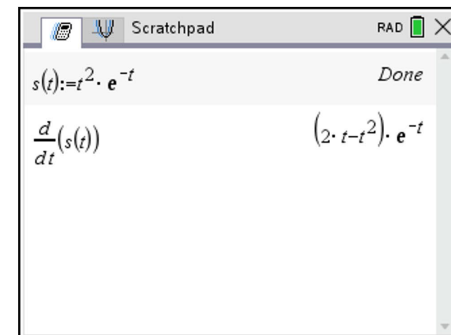 Scratchpad RAD
s(t):=t²·e⁻ᵗ Done
d/dt(s(t)) (2·t−t²)·e⁻ᵗ